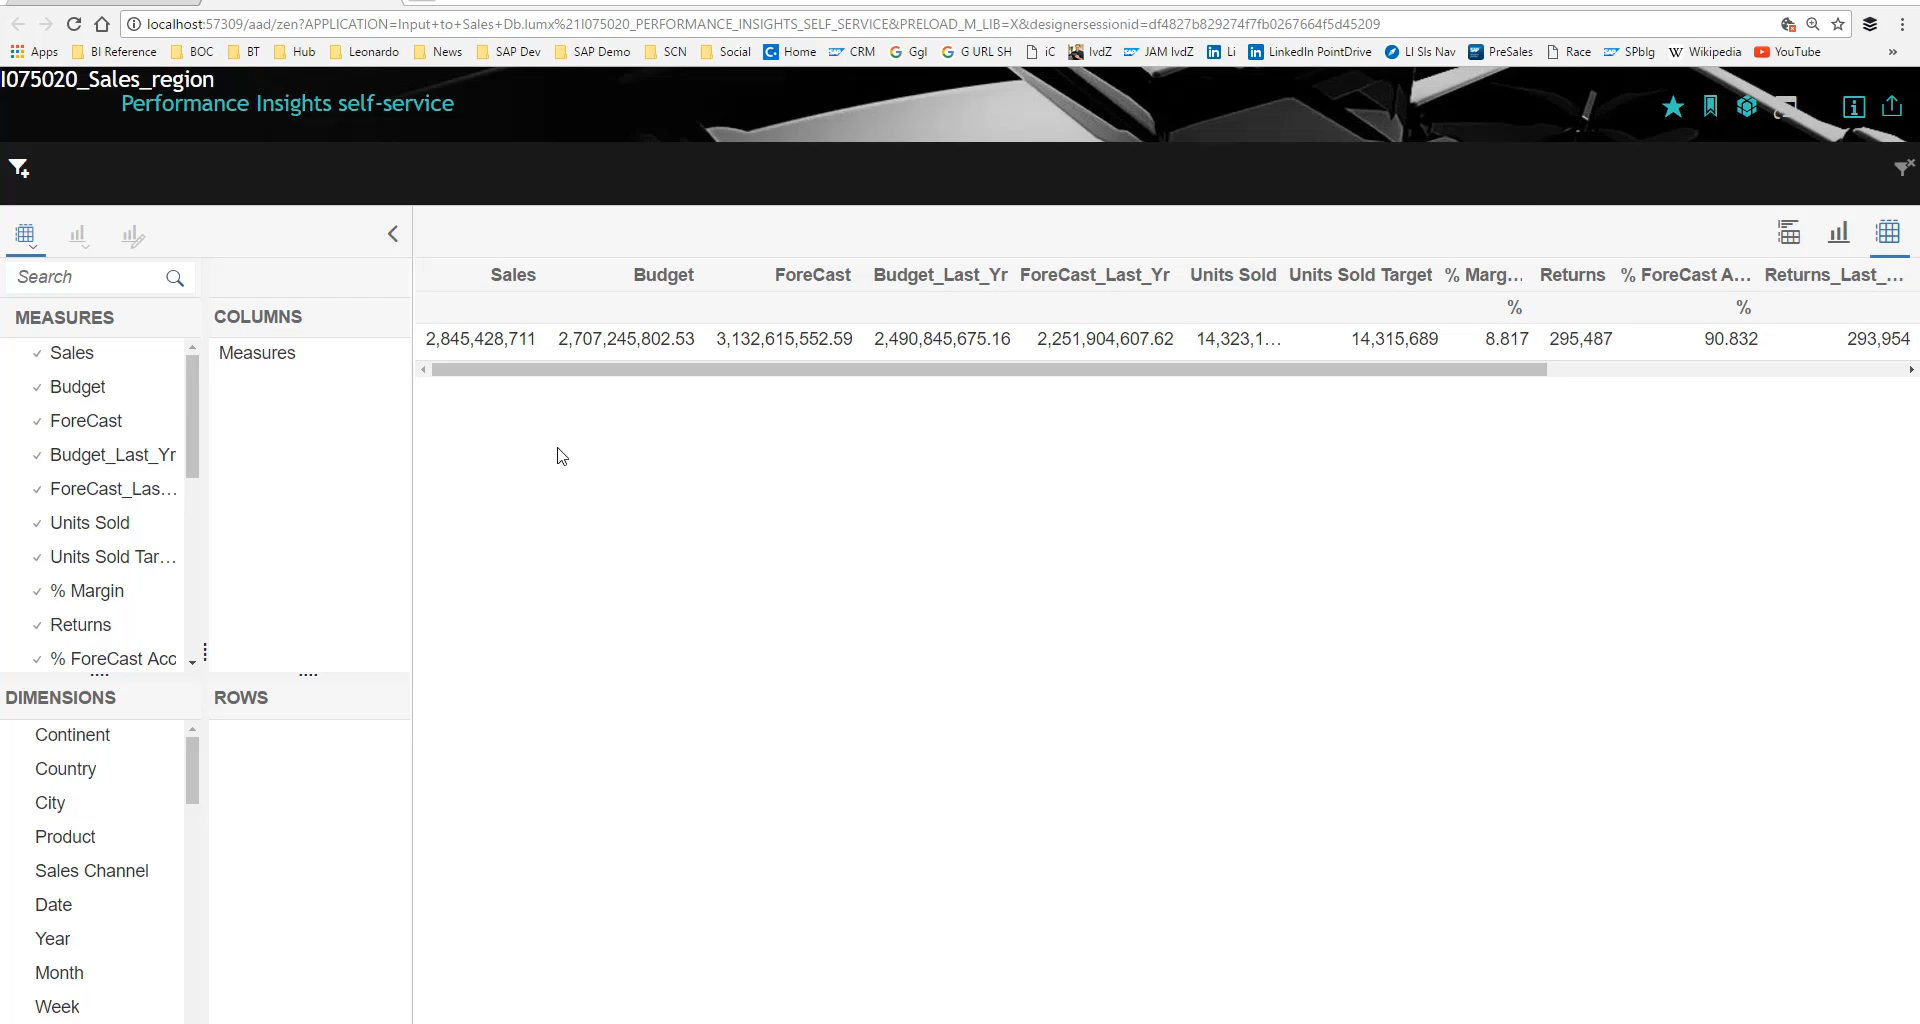 localhost:57309/aad/zen?APPLICATION=Input+to+Sales+Db.lumx%21I075020_PERFORMANCE_INSIGHTS_SELF_SERVICE&PRELOAD_M_LIB=X&designersessionid=df4827b829274f7fb0267664f5d45209
Apps BI Reference BOC BT Hub Leonardo News SAP Dev SAP Demo SCN Social Home CRM Ggl G URL SH iC IvdZ JAM IvdZ Li LinkedIn PointDrive LI Sls Nav PreSales Race SPblg Wikipedia YouTube »
I075020_Sales_region
Performance Insights self-service
Search
MEASURES
Sales
Budget
ForeCast
Budget_Last_Yr
ForeCast_Las...
Units Sold
Units Sold Tar...
% Margin
Returns
% ForeCast Acc
COLUMNS
Measures
DIMENSIONS
Continent
Country
City
Product
Sales Channel
Date
Year
Month
Week
ROWS
Sales Budget ForeCast Budget_Last_Yr ForeCast_Last_Yr Units Sold Units Sold Target % Marg... Returns % ForeCast A... Returns_Last_...
% %
2,845,428,711 2,707,245,802.53 3,132,615,552.59 2,490,845,675.16 2,251,904,607.62 14,323,1... 14,315,689 8.817 295,487 90.832 293,954